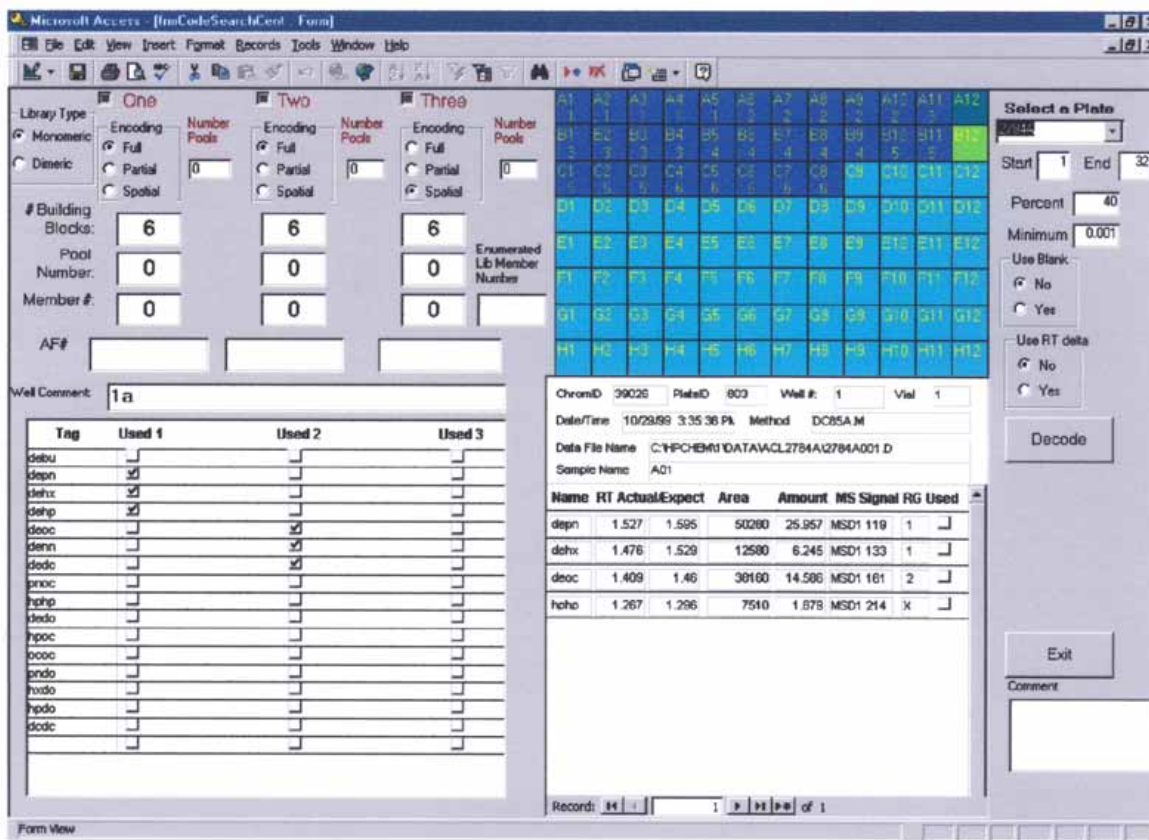 Microsoft Access - [frmCodeSearchCent : Form]
File Edit View Insert Format Records Tools Window Help
Library Type
Monomeric
Dimeric
One
Encoding
Full
Partial
Spatial
Number Pools
0
Two
Encoding
Full
Partial
Spatial
Number Pools
0
Three
Encoding
Full
Partial
Spatial
Number Pools
0
# Building Blocks: 6 6 6
Pool Number: 0 0 0
Member #: 0 0 0
Enumerated
Lib Member
Number
AF#
Well Comment: 1a
Tag Used 1 Used 2 Used 3
debu
depn
dehx
dehp
deoc
denn
dedc
pnoc
hphp
dedo
hpoc
ococ
pndo
hxdo
hpdo
dcdc
A1 A2 A3 A4 A5 A6 A7 A8 A9 A10 A11 A12
B1 B2 B3 B4 B5 B6 B7 B8 B9 B10 B11 B12
C1 C2 C3 C4 C5 C6 C7 C8 C9 C10 C11 C12
D1 D2 D3 D4 D5 D6 D7 D8 D9 D10 D11 D12
E1 E2 E3 E4 E5 E6 E7 E8 E9 E10 E11 E12
F1 F2 F3 F4 F5 F6 F7 F8 F9 F10 F11 F12
G1 G2 G3 G4 G5 G6 G7 G8 G9 G10 G11 G12
H1 H2 H3 H4 H5 H6 H7 H8 H9 H10 H11 H12
ChromID 39026 PlateID 803 Well #: 1 Vial 1
Date/Time 10/29/99 3:35:36 PM Method DC85A.M
Data File Name C:\HPCHEM\1\DATA\ACL2784A\2784A001.D
Sample Name A01
Name RT Actual/Expect Area Amount MS Signal RG Used
depn 1.527 1.595 50280 25.957 MSD1 119 1
dehx 1.476 1.529 12580 6.245 MSD1 133 1
deoc 1.409 1.46 38160 14.586 MSD1 161 2
hphp 1.267 1.296 7510 1.679 MSD1 214 X
Record: 1 of 1
Select a Plate
Start 1 End 32
Percent 40
Minimum 0.001
Use Blank
No
Yes
Use RT delta
No
Yes
Decode
Exit
Comment
Form View